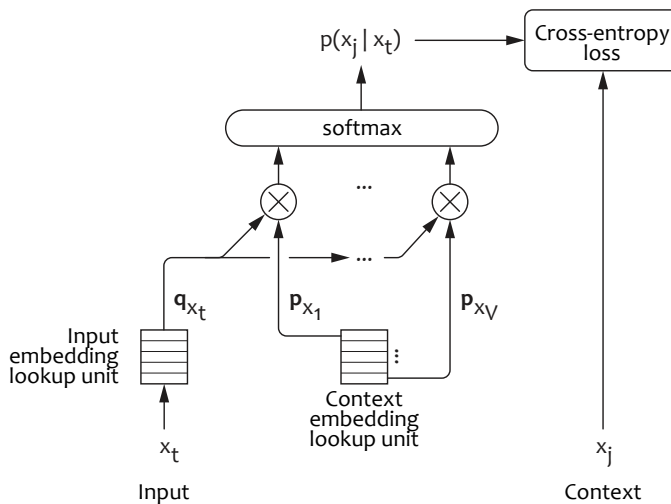 p(x_j | x_t)
Cross-entropy
loss
softmax
...
...
q_{x_t}
p_{x_1}
p_{x_V}
Input
embedding
lookup unit
...
Context
embedding
lookup unit
x_t
x_j
Input
Context